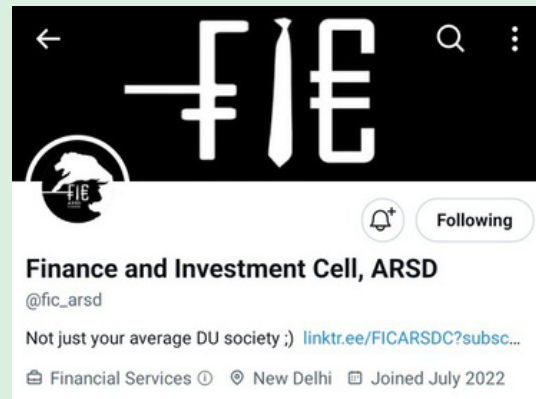 FIE
FIE
ARSD
Following
Finance and Investment Cell, ARSD
@fic_arsd
Not just your average DU society ;) linktr.ee/FICARSDC?subsc...
Financial Services
New Delhi
Joined July 2022